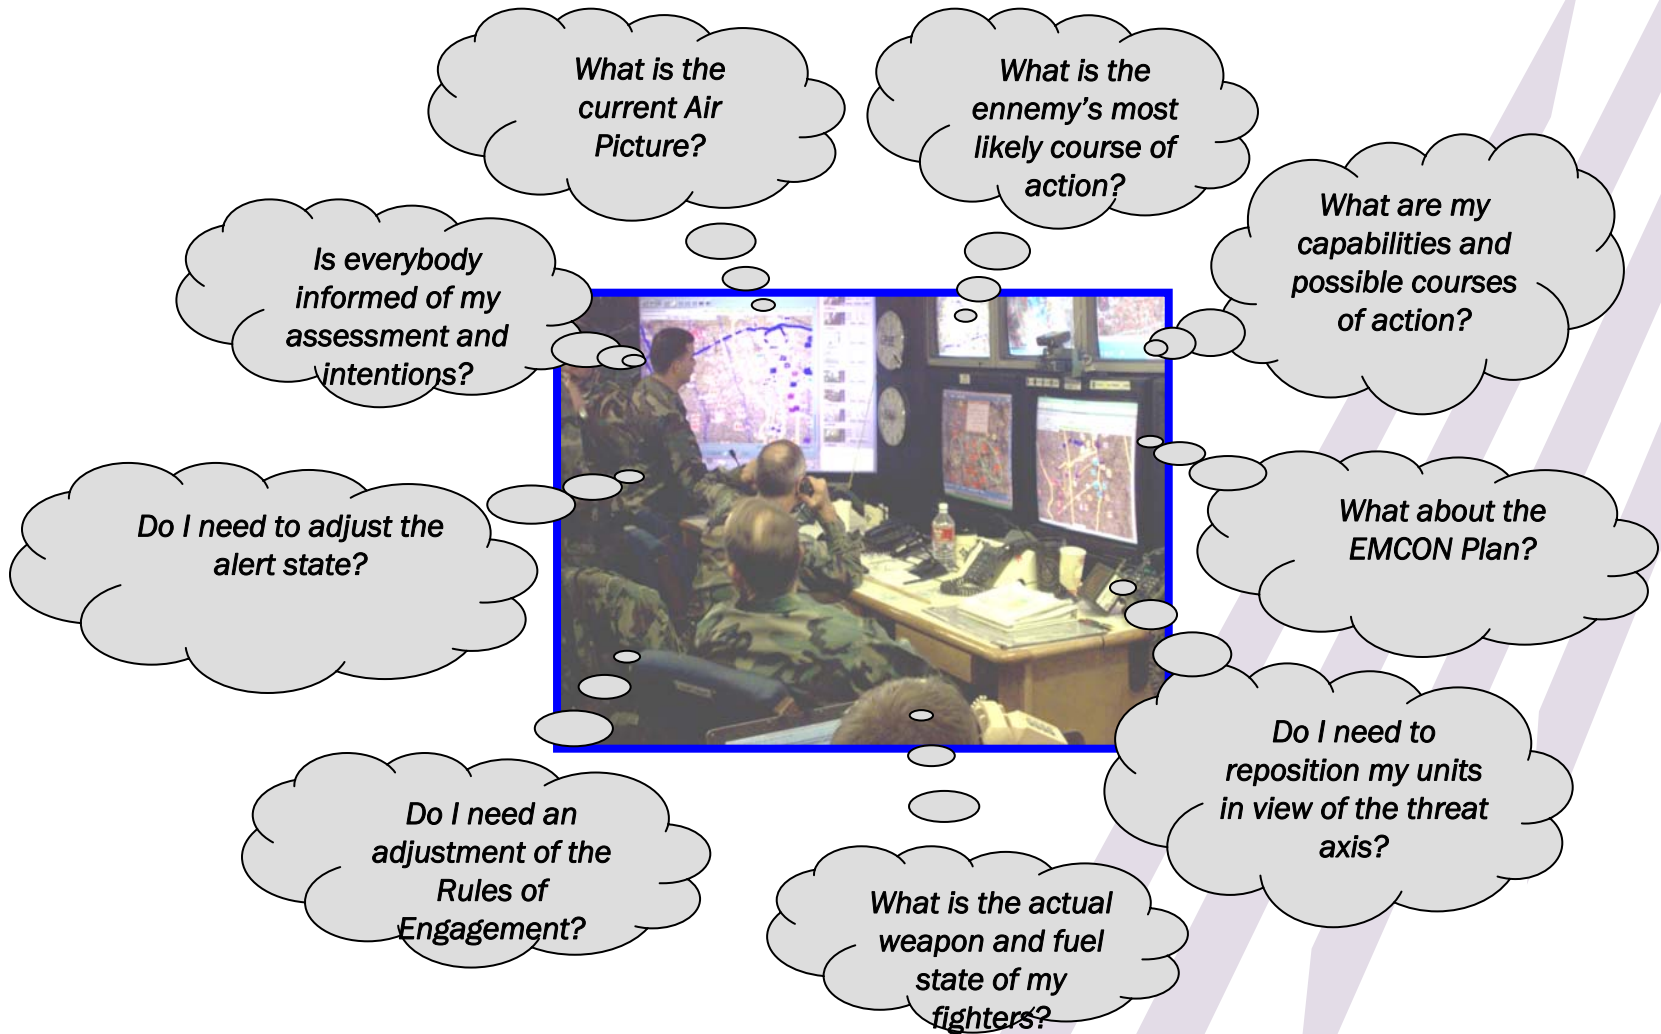 What is the
current Air
Picture?
What is the
ennemy's most
likely course of
action?
What are my
capabilities and
possible courses
of action?
Is everybody
informed of my
assessment and
intentions?
Do I need to adjust the
alert state?
What about the
EMCON Plan?
Do I need to
reposition my units
in view of the threat
axis?
Do I need an
adjustment of the
Rules of
Engagement?
What is the actual
weapon and fuel
state of my
fighters?